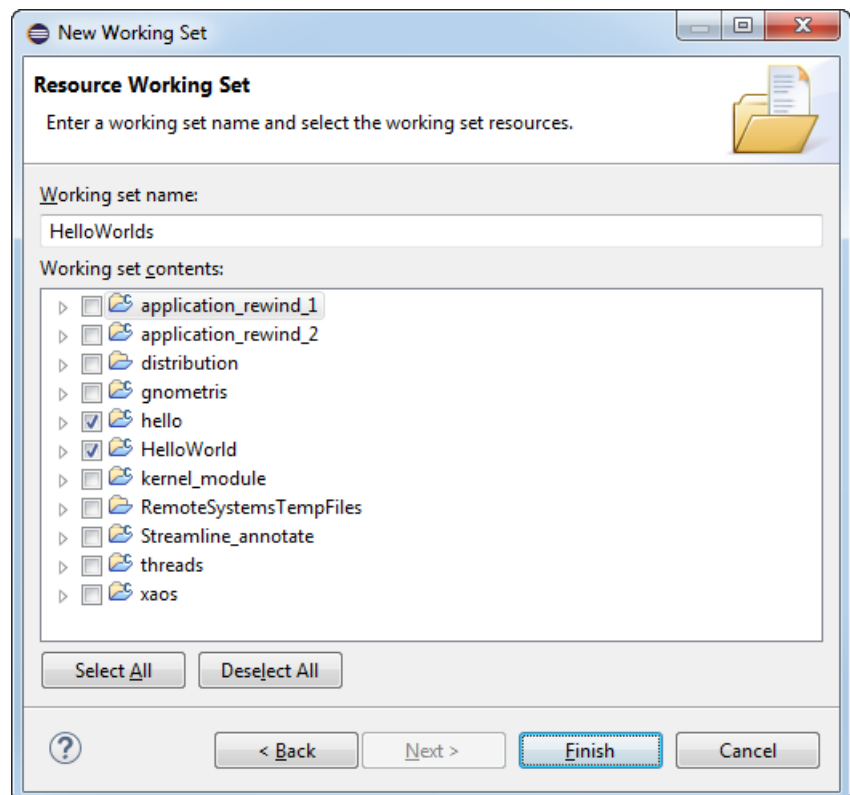 New Working Set
Resource Working Set
Enter a working set name and select the working set resources.
Working set name:
HelloWorlds
Working set contents:
application_rewind_1
application_rewind_2
distribution
gnometris
hello
HelloWorld
kernel_module
RemoteSystemsTempFiles
Streamline_annotate
threads
xaos
Select All Deselect All
? < Back Next > Finish Cancel